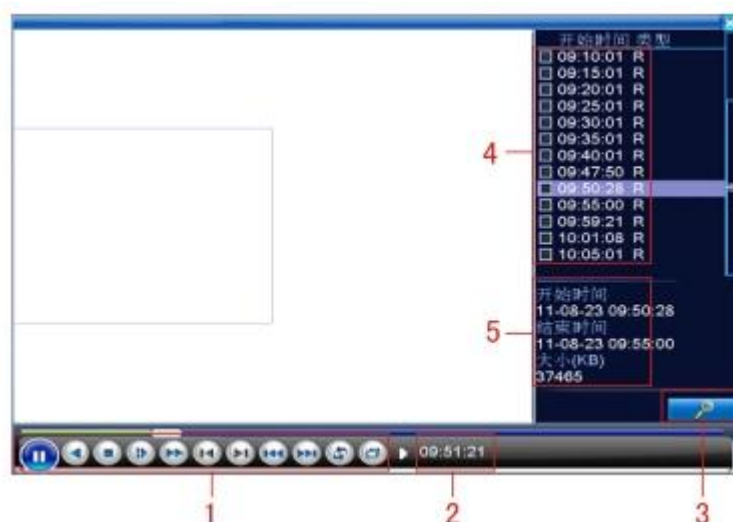 开始时间 类型
09:10:01 R
09:15:01 R
09:20:01 R
09:25:01 R
09:30:01 R
09:35:01 R
09:40:01 R
09:47:50 R
09:50:28 R
09:55:00 R
09:59:21 R
10:01:08 R
10:05:01 R
4
开始时间
11-08-23 09:50:28
结束时间
11-08-23 09:55:00
大小(KB)
37465
5
09:51:21
1
2
3